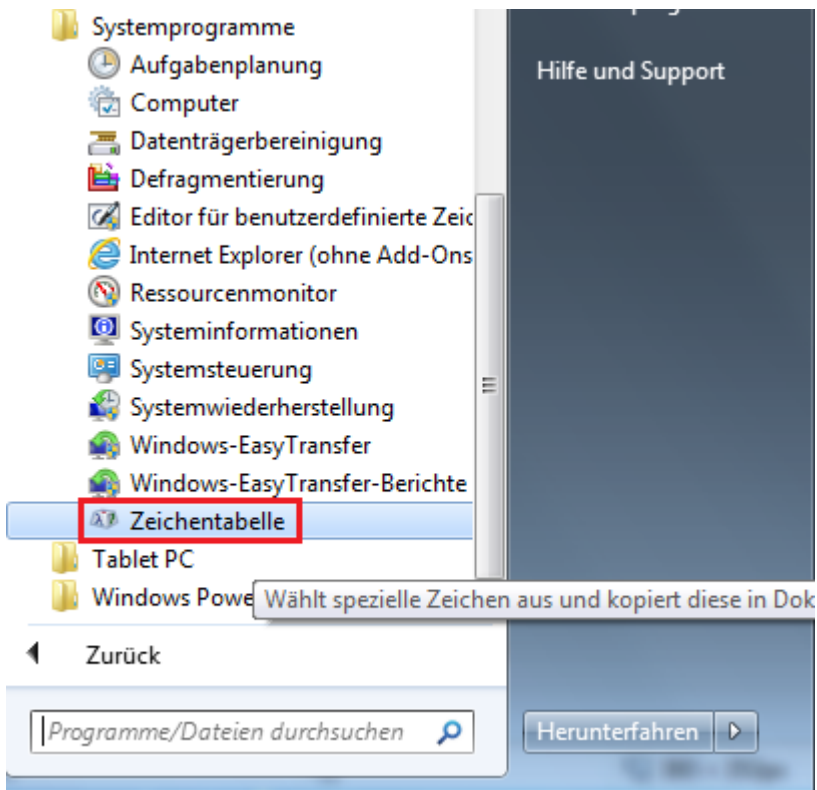 Systemprogramme
Aufgabenplanung
Computer
Datenträgerbereinigung
Defragmentierung
Editor für benutzerdefinierte Zeic
Internet Explorer (ohne Add-Ons
Ressourcenmonitor
Systeminformationen
Systemsteuerung
Systemwiederherstellung
Windows-EasyTransfer
Windows-EasyTransfer-Berichte
Zeichentabelle
Tablet PC
Windows Powe
Wählt spezielle Zeichen aus und kopiert diese in Dok
Zurück
Programme/Dateien durchsuchen
Hilfe und Support
Herunterfahren